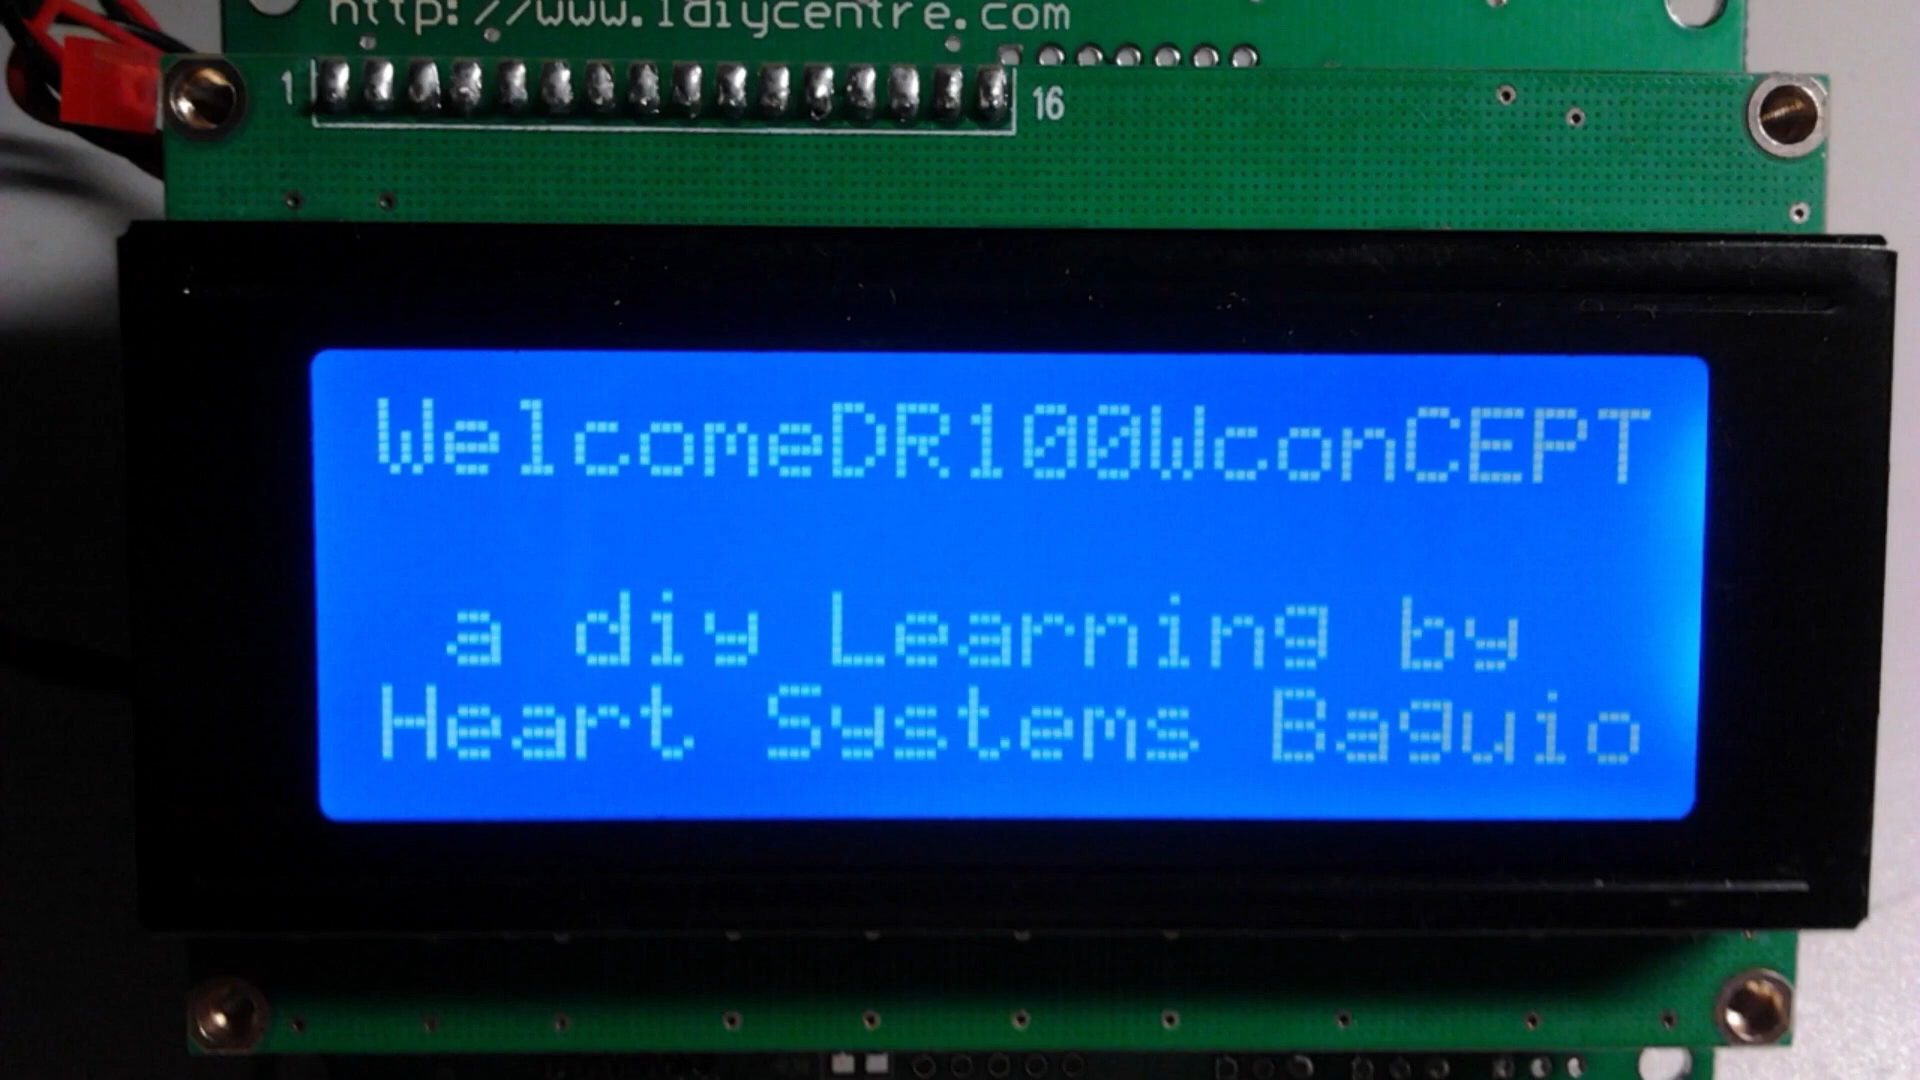 http://www.1diycentre.com
1
16
WelcomeDR100WconCEPT
a diy Learning by
Heart Systems Baguio